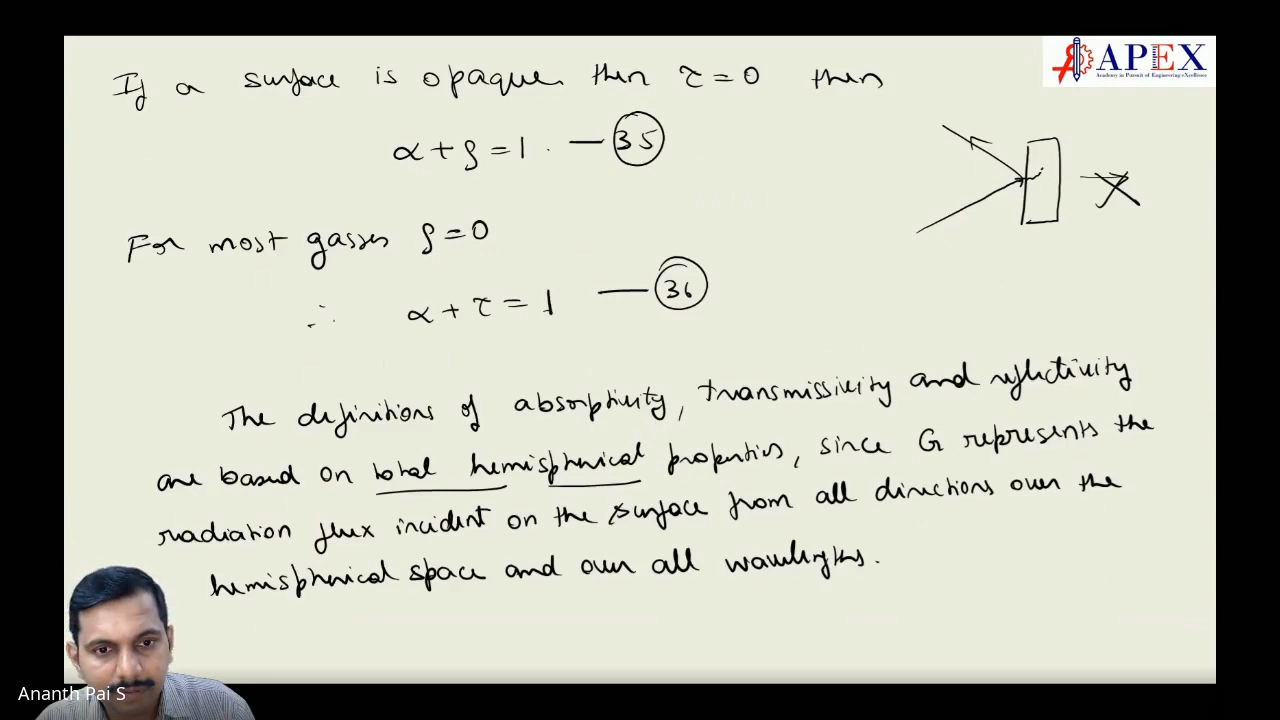 If a surface is opaque then τ = 0 then
α + ρ = 1. — 35
For most gasses ρ = 0
∴ α + τ = 1 — 36
The definitions of absorptivity, transmissivity and reflectivity
are based on total hemispherical properties, since G represents the
radiation flux incident on the surface from all directions over the
hemispherical space and over all wavelengths.
APEX
Academy in Pursuit of Engineering eXcellence
Ananth Pai S